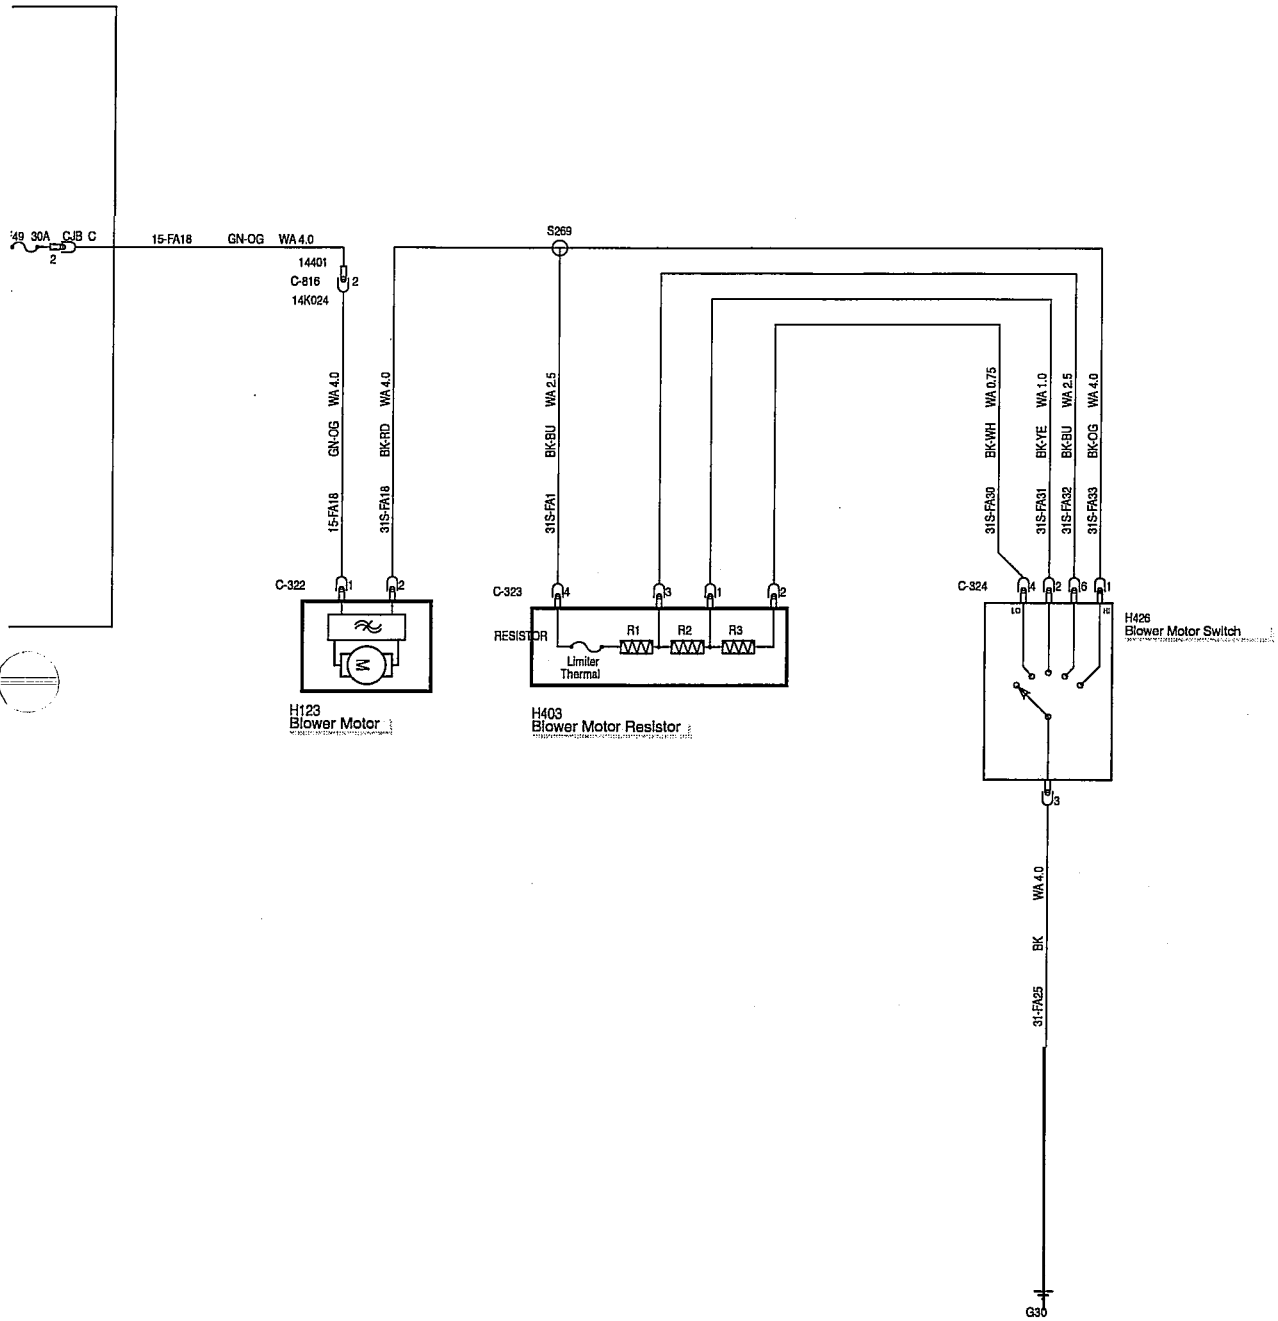 S269
49 30A CJB C
2
15-FA18 GN-OG WA 4.0
14401
C-816 2
14K024
15-FA18 GN-OG WA 4.0
31S-FA18 BK-RD WA 4.0
31S-FA1 BK-BU WA 2.5
31S-FA30 BK-WH WA 0.75
31S-FA31 BK-YE WA 1.0
31S-FA32 BK-BU WA 2.5
31S-FA33 BK-OG WA 4.0
C-322 1 2
C-323 4 3 1 2
C-324 4 2 6 1
LO HI
M
H123
Blower Motor
RESISTOR
R1 R2 R3
Limiter
Thermal
H403
Blower Motor Resistor
H426
Blower Motor Switch
3
31-FA25 BK WA 4.0
G30